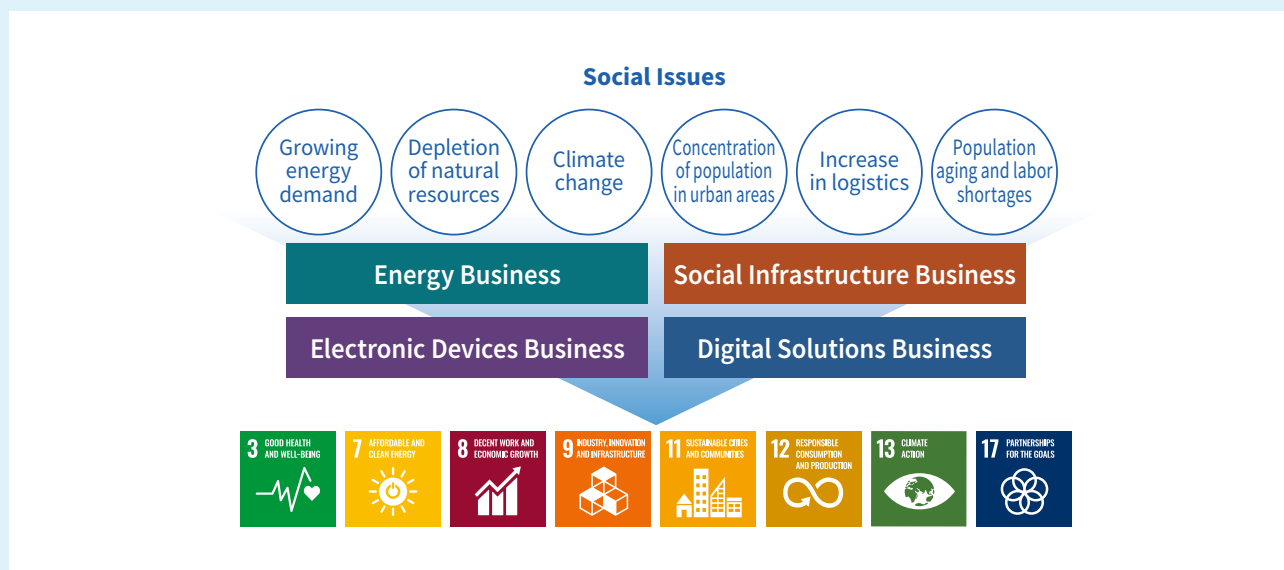 Social Issues
Growing
energy
demand
Depletion
of natural
resources
Climate
change
Concentration
of population
in urban areas
Increase
in logistics
Population
aging and labor
shortages
Energy Business
Social Infrastructure Business
Electronic Devices Business
Digital Solutions Business
3 GOOD HEALTH
AND WELL-BEING
7 AFFORDABLE AND
CLEAN ENERGY
8 DECENT WORK AND
ECONOMIC GROWTH
9 INDUSTRY, INNOVATION
AND INFRASTRUCTURE
11 SUSTAINABLE CITIES
AND COMMUNITIES
12 RESPONSIBLE
CONSUMPTION
AND PRODUCTION
13 CLIMATE
ACTION
17 PARTNERSHIPS
FOR THE GOALS